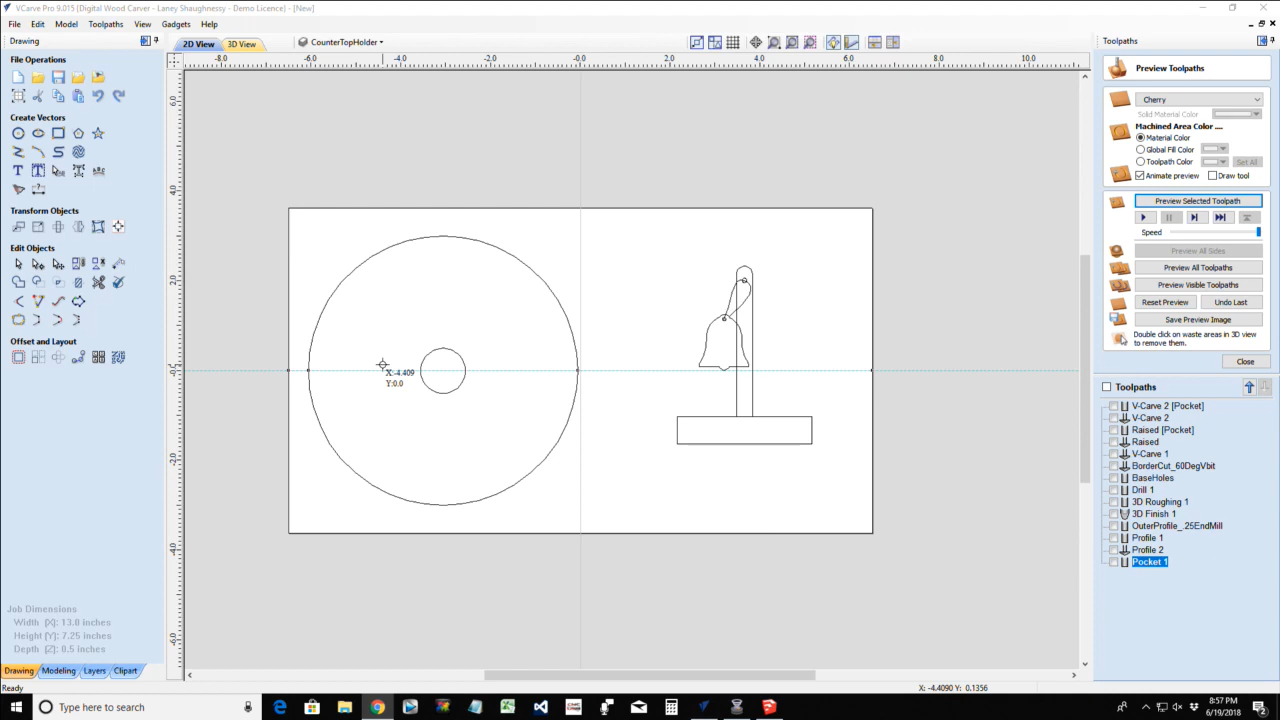 VCarve Pro 9.015 [Digital Wood Carver - Laney Shaughnessy - Demo Licence] - [New]
File Edit Model Toolpaths View Gadgets Help
Drawing
File Operations
Create Vectors
Transform Objects
Edit Objects
Offset and Layout
Job Dimensions
Width (X): 13.0 inches
Height (Y): 7.25 inches
Depth (Z): 0.5 inches
Drawing Modeling Layers Clipart
Ready
2D View 3D View CounterTopHolder
-8.0 -6.0 -4.0 -2.0 -0.0 2.0 4.0 6.0 8.0 10.0
6.0
4.0
2.0
-0.0
-2.0
-4.0
-6.0
X:-4.409
Y:0.0
X: -4.4090 Y: 0.1356
Toolpaths
Preview Toolpaths
Cherry
Solid Material Color
Machined Area Color ....
Material Color
Global Fill Color
Toolpath Color Set All
Animate preview Draw tool
Preview Selected Toolpath
Speed
Preview All Sides
Preview All Toolpaths
Preview Visible Toolpaths
Reset Preview Undo Last
Save Preview Image
Double click on waste areas in 3D view
to remove them.
Close
Toolpaths
V-Carve 2 [Pocket]
V-Carve 2
Raised [Pocket]
Raised
V-Carve 1
BorderCut_60DegVbit
BaseHoles
Drill 1
3D Roughing 1
3D Finish 1
OuterProfile_.25EndMill
Profile 1
Profile 2
Pocket 1
Type here to search
8:57 PM
6/19/2018